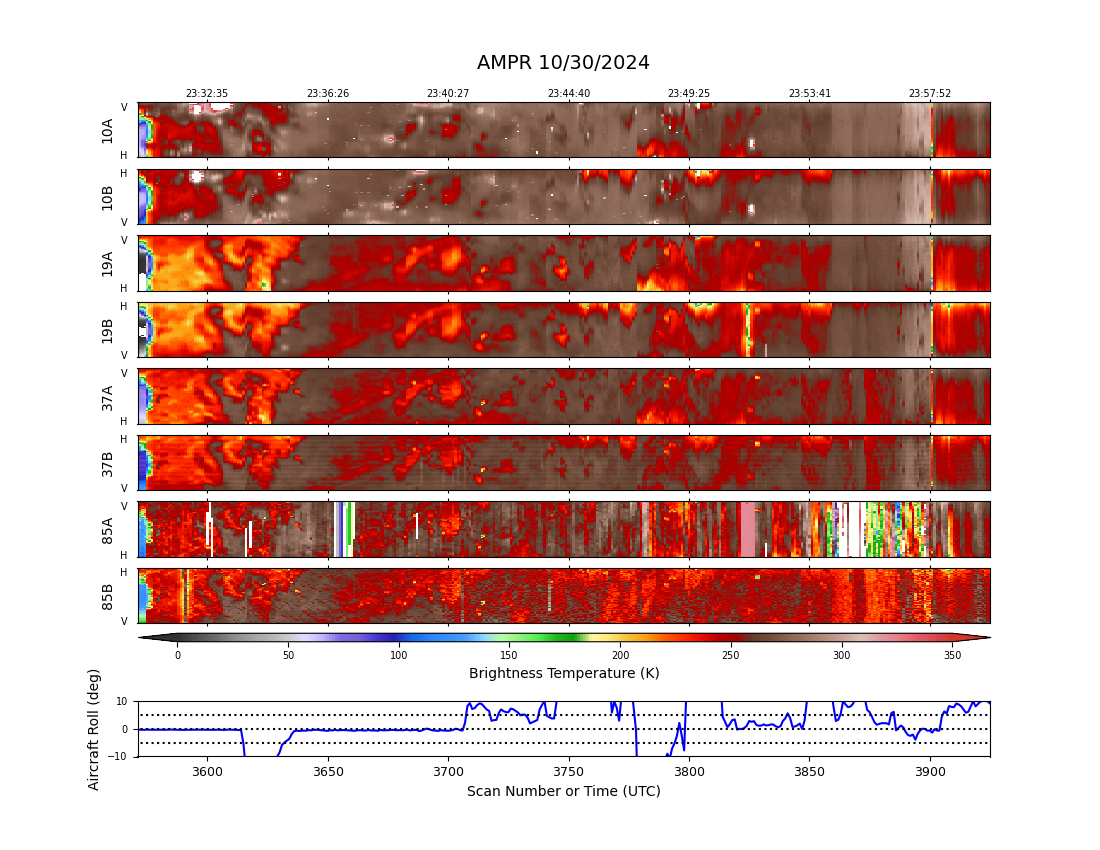 AMPR 10/30/2024
23:32:35 23:36:26 23:40:27 23:44:40 23:49:25 23:53:41 23:57:52
V
10A
H
H
10B
V
V
19A
H
H
19B
V
V
37A
H
H
37B
V
V
85A
H
H
85B
V
0 50 100 150 200 250 300 350
Brightness Temperature (K)
Aircraft Roll (deg)
10
0
−10
3600 3650 3700 3750 3800 3850 3900
Scan Number or Time (UTC)